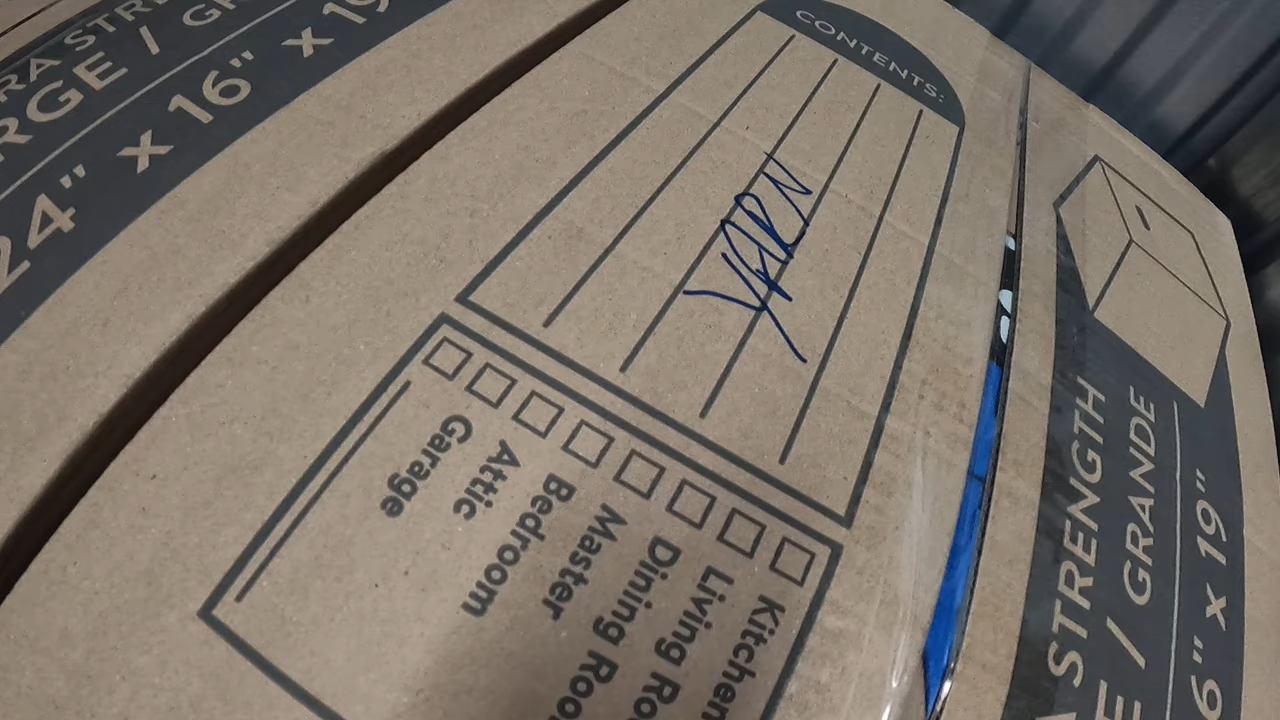 RA STRE
RGE / GR
24" x 16" x 19
CONTENTS:
YARN
Kitchen
Living Ro
Dining Roo
Master
Bedroom
Attic
Garage
STRENGTH
E / GRANDE
6" x 19"